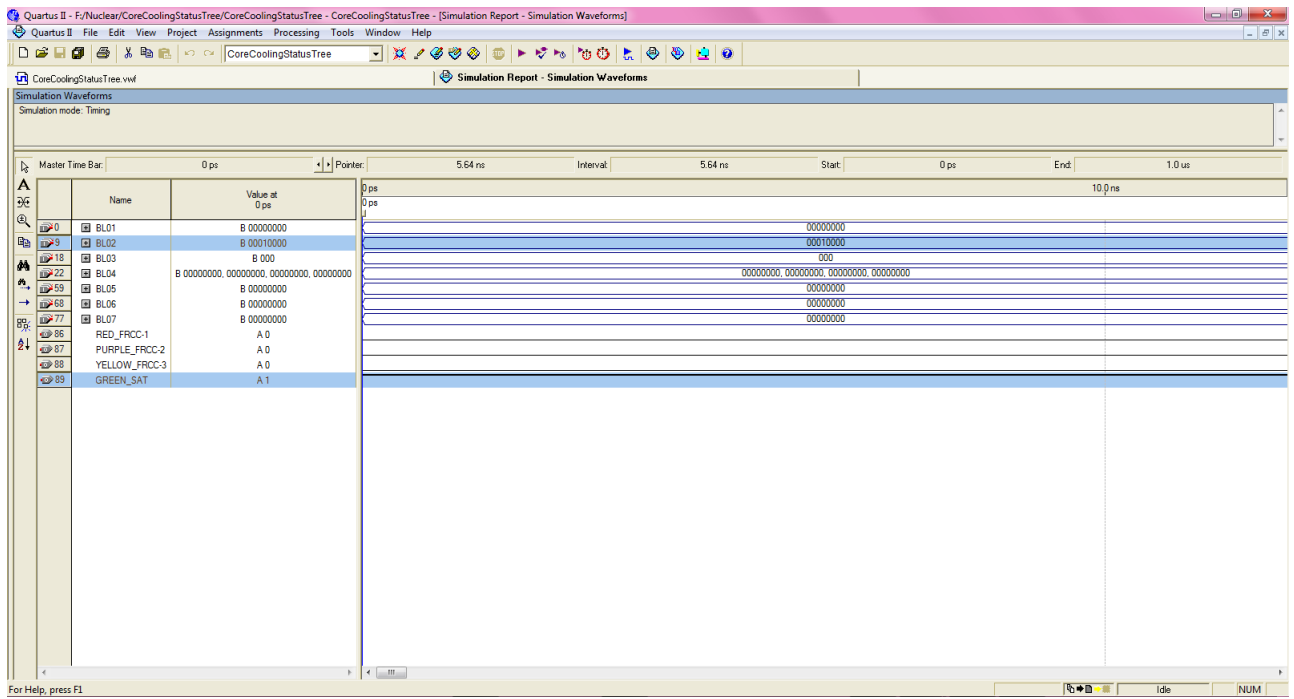 Quartus II - F:/Nuclear/CoreCoolingStatusTree/CoreCoolingStatusTree - CoreCoolingStatusTree - [Simulation Report - Simulation Waveforms]
Quartus II File Edit View Project Assignments Processing Tools Window Help
CoreCoolingStatusTree
CoreCoolingStatusTree.vwf Simulation Report - Simulation Waveforms
Simulation Waveforms
Simulation mode: Timing
Master Time Bar: 0 ps Pointer: 5.64 ns Interval: 5.64 ns Start: 0 ps End: 1.0 us
Name Value at 0 ps 0 ps 10.0 ns
0 ps
0 BL01 B 00000000 00000000
9 BL02 B 00010000 00010000
18 BL03 B 000 000
22 BL04 B 00000000, 00000000, 00000000, 00000000 00000000, 00000000, 00000000, 00000000
59 BL05 B 00000000 00000000
68 BL06 B 00000000 00000000
77 BL07 B 00000000 00000000
86 RED_FRCC-1 A 0
87 PURPLE_FRCC-2 A 0
88 YELLOW_FRCC-3 A 0
89 GREEN_SAT A 1
For Help, press F1 Idle NUM